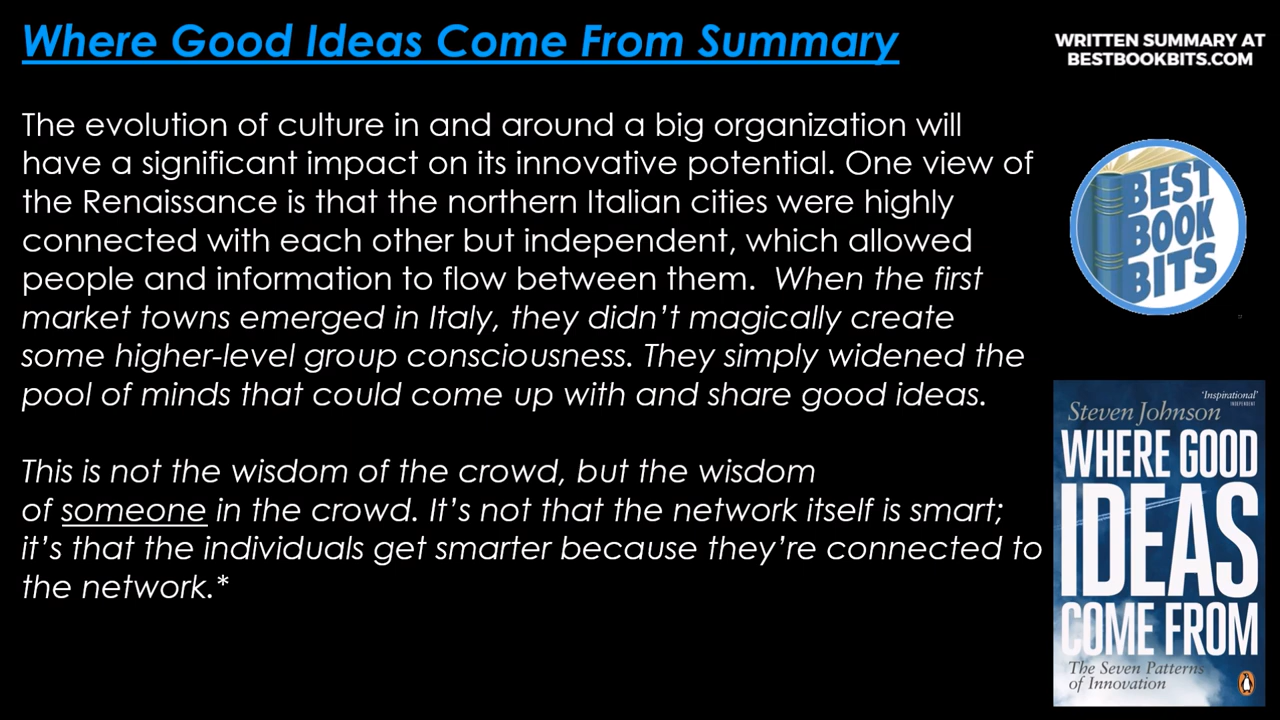 Where Good Ideas Come From Summary
WRITTEN SUMMARY AT
BESTBOOKBITS.COM
The evolution of culture in and around a big organization will
have a significant impact on its innovative potential. One view of
the Renaissance is that the northern Italian cities were highly
connected with each other but independent, which allowed
people and information to flow between them. When the first
market towns emerged in Italy, they didn't magically create
some higher-level group consciousness. They simply widened the
pool of minds that could come up with and share good ideas.
This is not the wisdom of the crowd, but the wisdom
of someone in the crowd. It's not that the network itself is smart;
it's that the individuals get smarter because they're connected to
the network.*
BEST
BOOK
BITS
'Inspirational'
INDEPENDENT
Steven Johnson
WHERE GOOD
IDEAS
COME FROM
The Seven Patterns
of Innovation